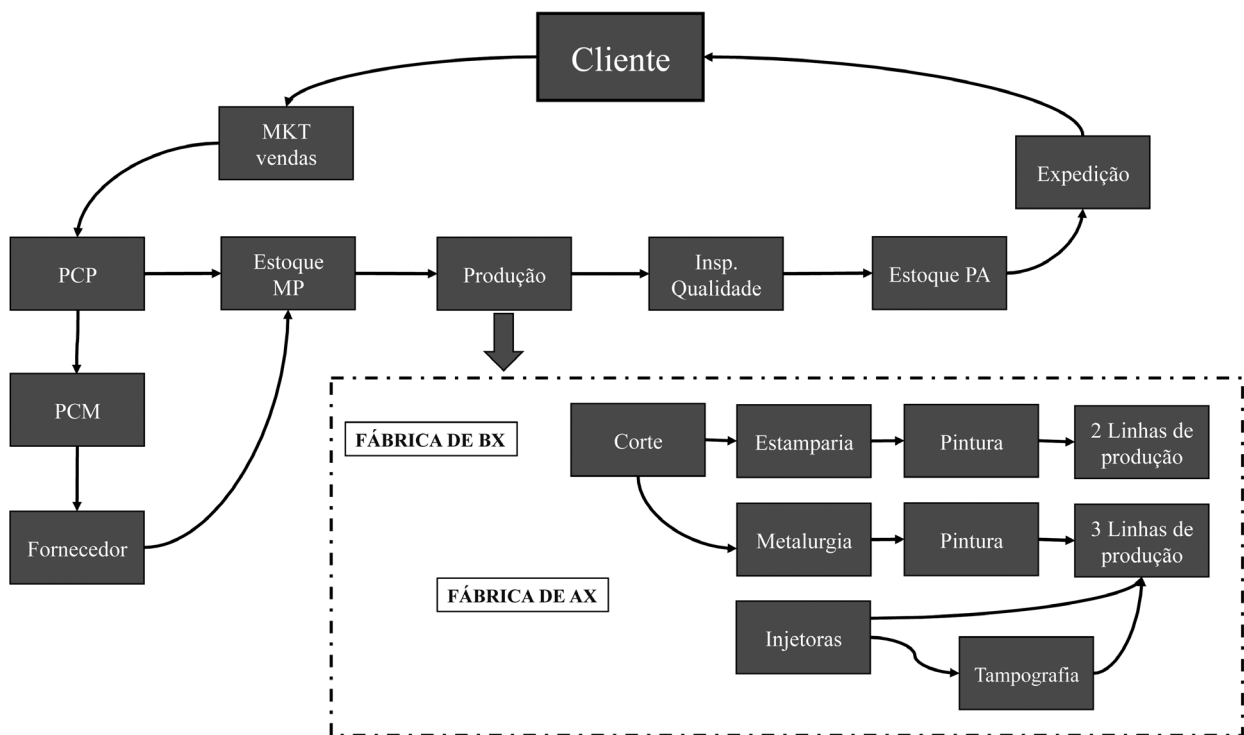 Cliente
MKT
vendas
Expedição
PCP
Estoque
MP
Produção
Insp.
Qualidade
Estoque PA
PCM
Fornecedor
FÁBRICA DE BX
Corte
Estamparia
Pintura
2 Linhas de
produção
Metalurgia
Pintura
3 Linhas de
produção
FÁBRICA DE AX
Injetoras
Tampografia